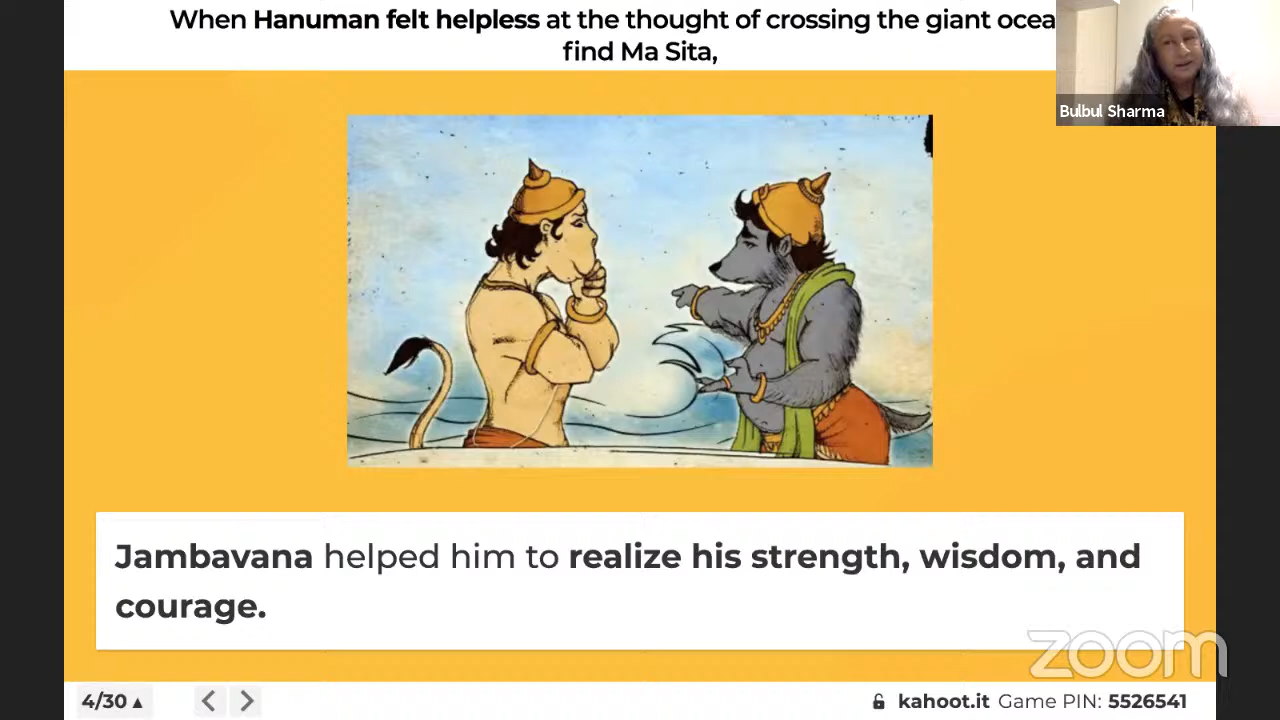 When Hanuman felt helpless at the thought of crossing the giant ocea
find Ma Sita,
Bulbul Sharma
Jambavana helped him to realize his strength, wisdom, and
courage.
zoom
4/30 ▲
kahoot.it Game PIN: 5526541